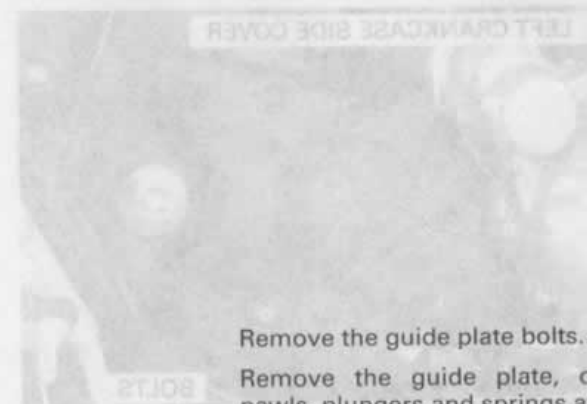 LEFT CRANKCASE SIDE COVER
Remove the guide plate bolts.
BOLTS
Remove the guide plate,
pawls, plungers and springs